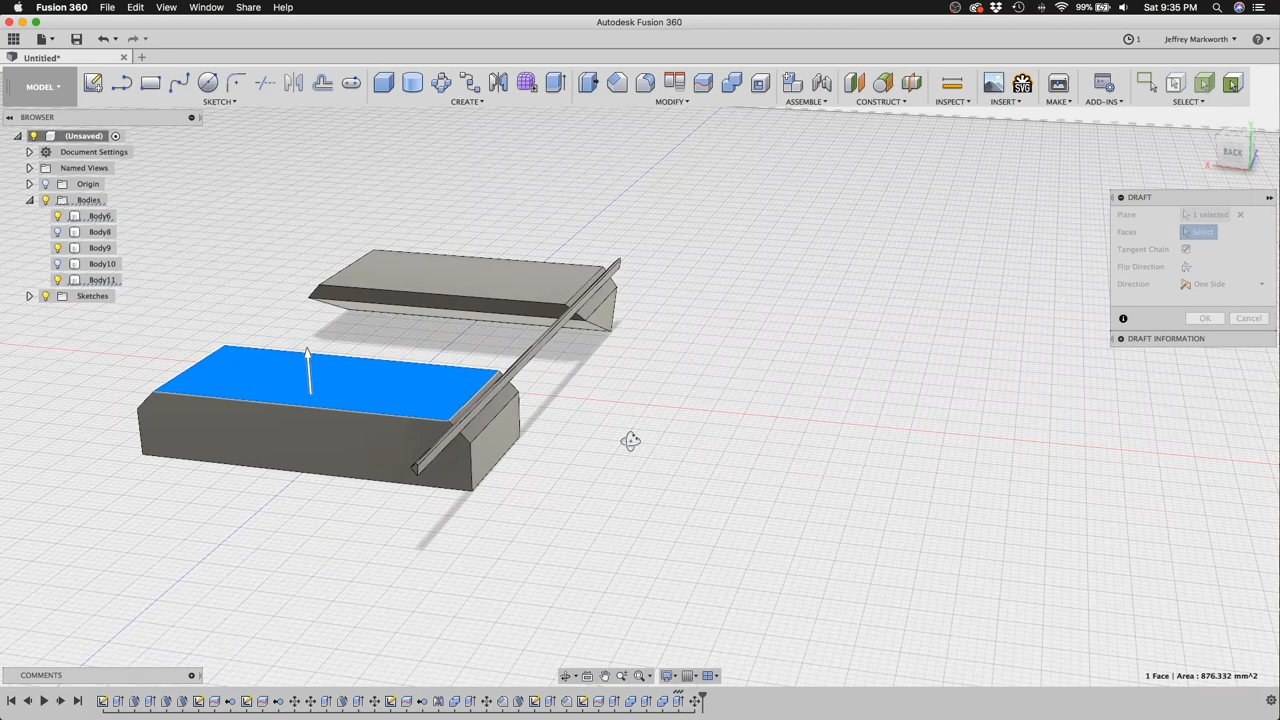 Fusion 360 File Edit View Window Share Help
99% Sat 9:35 PM
Autodesk Fusion 360
1 Jeffrey Markworth
Untitled*
MODEL
SKETCH CREATE MODIFY ASSEMBLE CONSTRUCT INSPECT INSERT MAKE ADD-INS SELECT
SVG
BROWSER
(Unsaved)
Document Settings
Named Views
Origin
Bodies
Body6
Body8
Body9
Body10
Body11
Sketches
Y
BACK
X
Z
DRAFT
Plane 1 selected
Faces Select
Tangent Chain
Flip Direction
Direction One Side
OK Cancel
DRAFT INFORMATION
COMMENTS
1 Face | Area : 876.332 mm^2